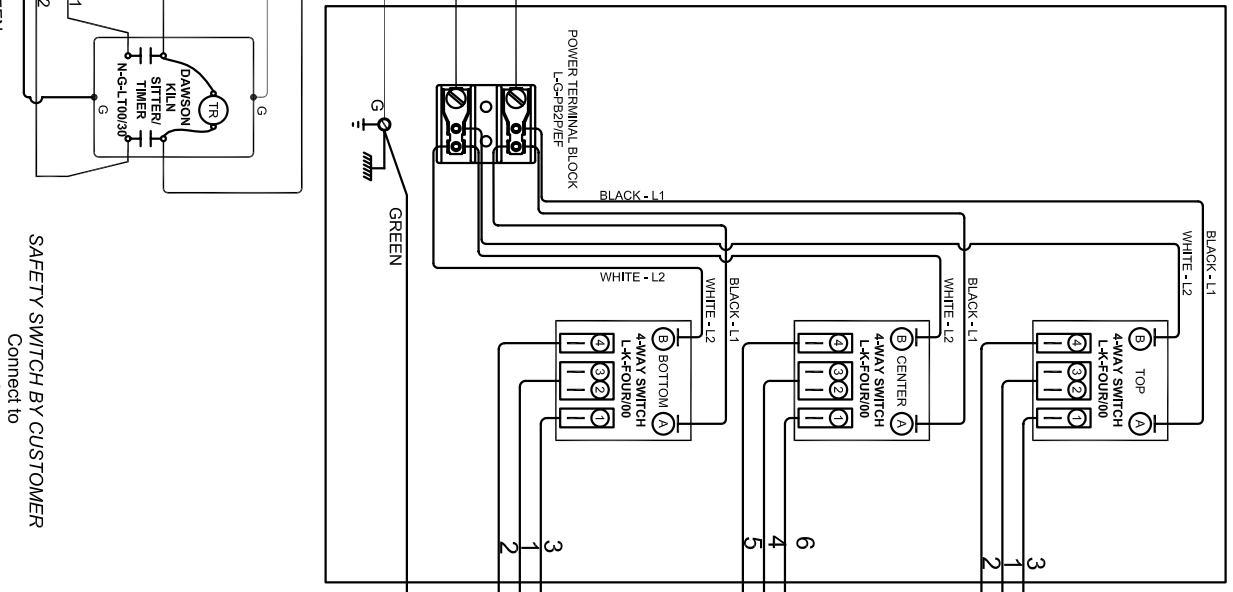 POWER TERMINAL BLOCK
L-G-PB2P/EF
G
GREEN
BLACK - L1
WHITE - L2
BLACK - L1
WHITE - L2
BLACK - L1
WHITE - L2
BLACK - L1
WHITE - L2
B TOP A
4-WAY SWITCH
L-K-FOUR/00
4 3 2 1
B CENTER A
4-WAY SWITCH
L-K-FOUR/00
4 3 2 1
B BOTTOM A
4-WAY SWITCH
L-K-FOUR/00
4 3 2 1
3
1
2
6
4
5
3
1
2
G
TR
DAWSON
KILN
SITTER/
TIMER
N-G-LT00/30
G
1
2
SAFETY SWITCH BY CUSTOMER
Connect to